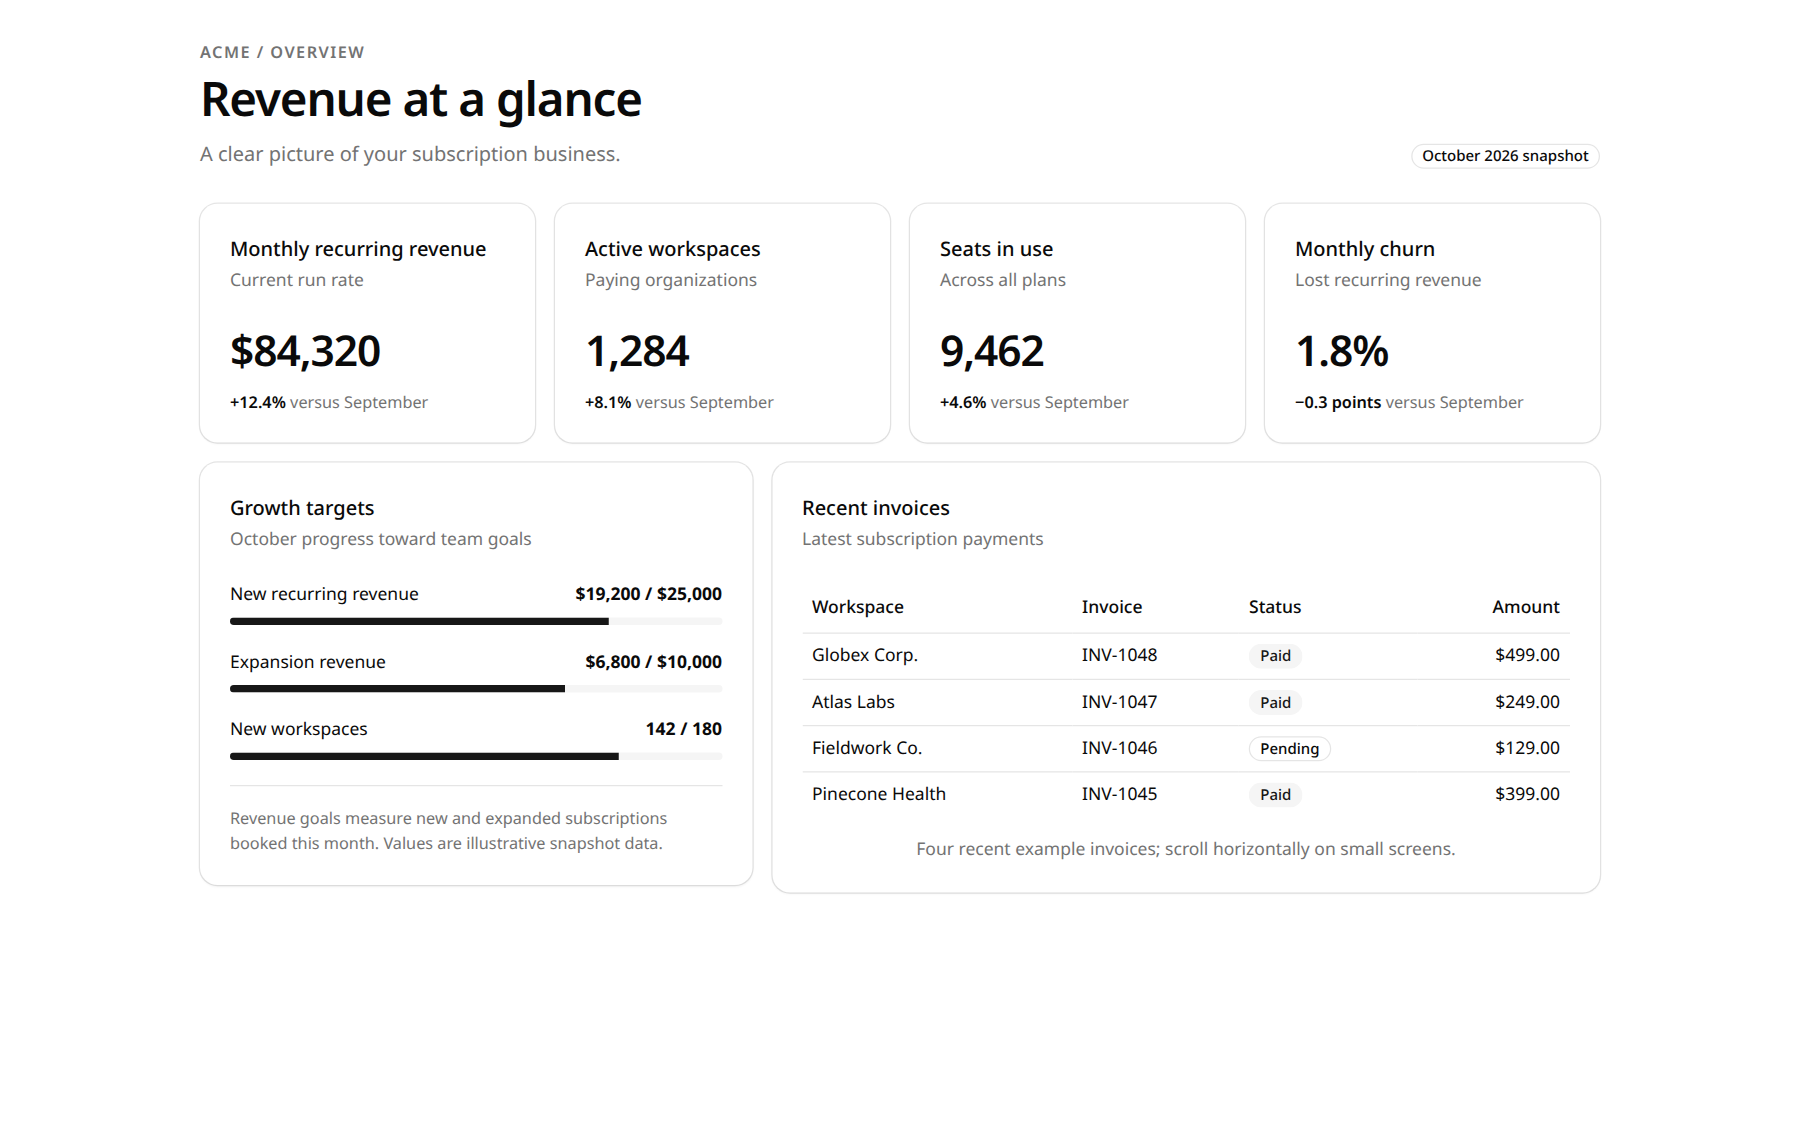 ACME / OVERVIEW
Revenue at a glance
A clear picture of your subscription business.
October 2026 snapshot
Monthly recurring revenue
Current run rate
$84,320
+12.4% versus September
Active workspaces
Paying organizations
1,284
+8.1% versus September
Seats in use
Across all plans
9,462
+4.6% versus September
Monthly churn
Lost recurring revenue
1.8%
−0.3 points versus September
Growth targets
October progress toward team goals
New recurring revenue $19,200 / $25,000
Expansion revenue $6,800 / $10,000
New workspaces 142 / 180
Revenue goals measure new and expanded subscriptions
booked this month. Values are illustrative snapshot data.
Recent invoices
Latest subscription payments
Workspace Invoice Status Amount
Globex Corp. INV-1048 Paid $499.00
Atlas Labs INV-1047 Paid $249.00
Fieldwork Co. INV-1046 Pending $129.00
Pinecone Health INV-1045 Paid $399.00
Four recent example invoices; scroll horizontally on small screens.